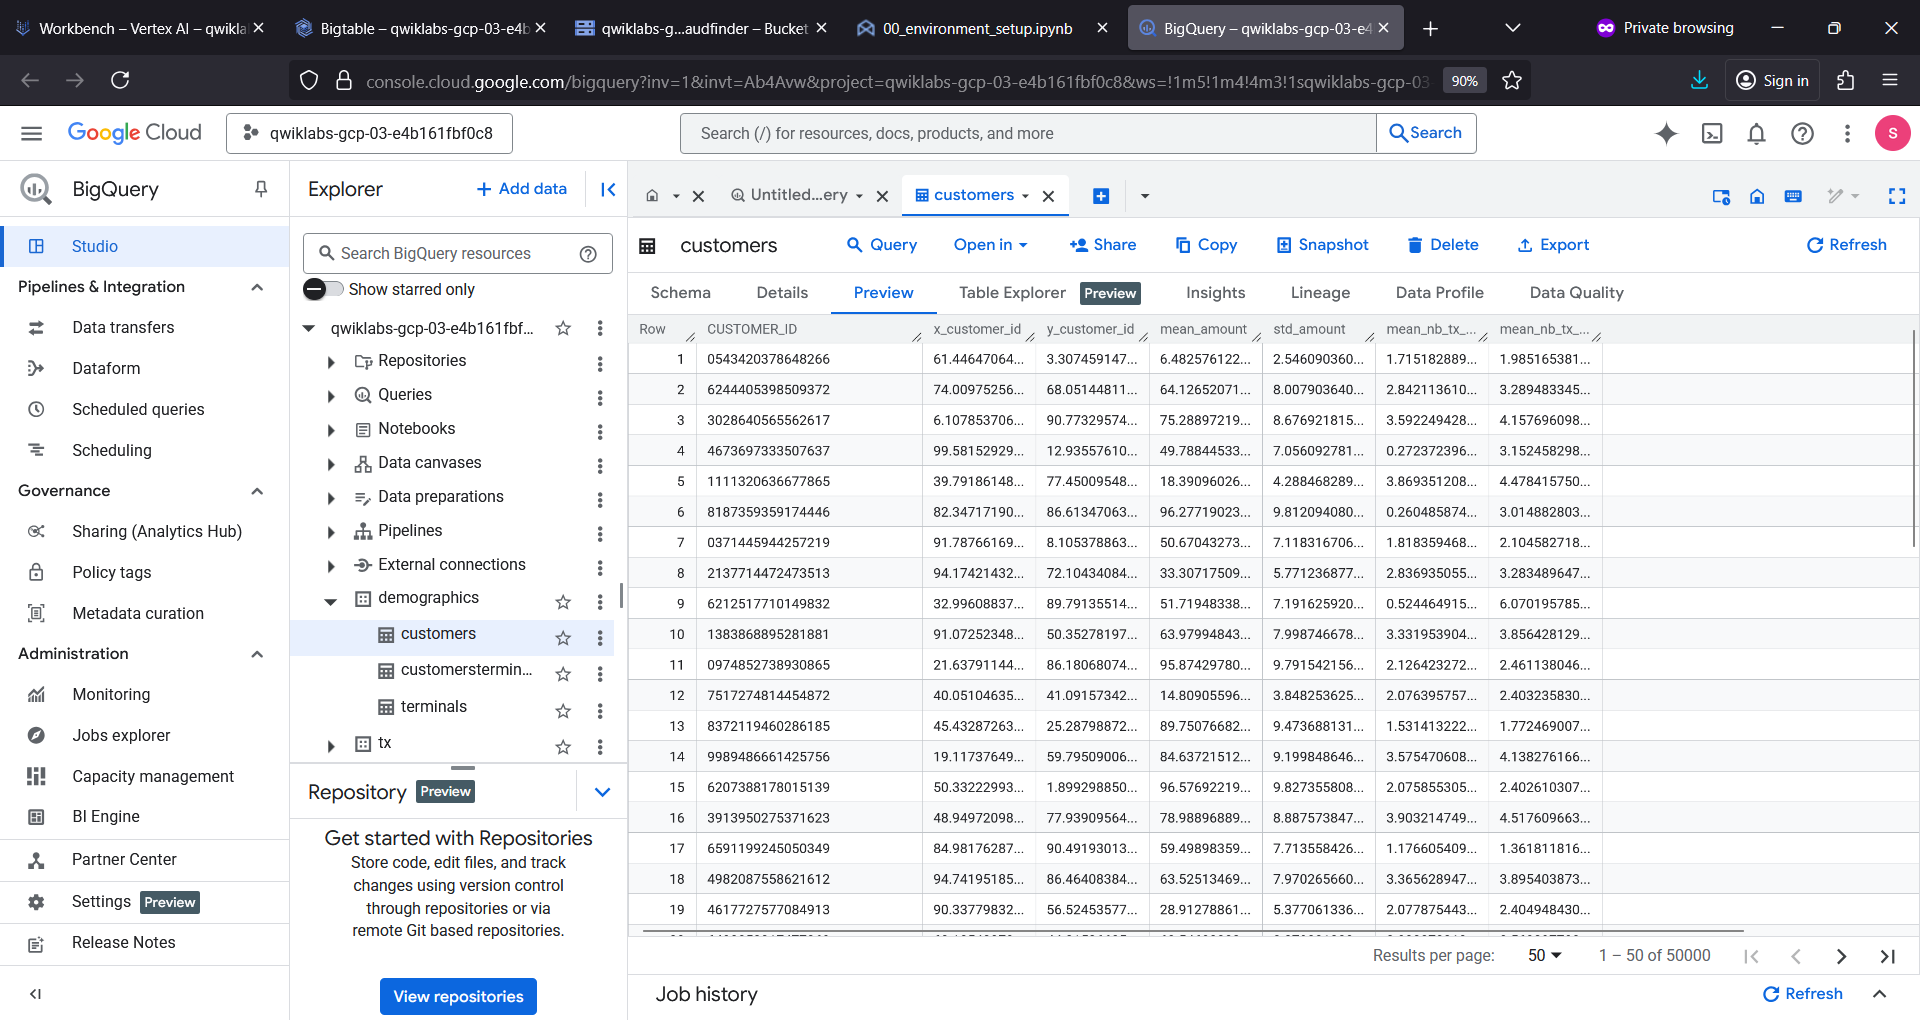 Workbench – Vertex AI – qwikla
Bigtable – qwiklabs-gcp-03-e4b
qwiklabs-g...audfinder – Bucket
00_environment_setup.ipynb
BigQuery – qwiklabs-gcp-03-e4
Private browsing
console.cloud.google.com/bigquery?inv=1&invt=Ab4Avw&project=qwiklabs-gcp-03-e4b161fbf0c8&ws=!1m5!1m4!4m3!1sqwiklabs-gcp-03
90%
Sign in
Google Cloud
qwiklabs-gcp-03-e4b161fbf0c8
Search (/) for resources, docs, products, and more
Search
S
BigQuery
Studio
Pipelines & Integration
Data transfers
Dataform
Scheduled queries
Scheduling
Governance
Sharing (Analytics Hub)
Policy tags
Metadata curation
Administration
Monitoring
Jobs explorer
Capacity management
BI Engine
Partner Center
Settings Preview
Release Notes
Explorer
+ Add data
Search BigQuery resources
Show starred only
qwiklabs-gcp-03-e4b161fbf...
Repositories
Queries
Notebooks
Data canvases
Data preparations
Pipelines
External connections
demographics
customers
customerstermin...
terminals
tx
Repository Preview
Get started with Repositories
Store code, edit files, and track
changes using version control
through repositories or via
remote Git based repositories.
View repositories
Untitled...ery
customers
customers
Query
Open in
Share
Copy
Snapshot
Delete
Export
Refresh
Schema
Details
Preview
Table Explorer Preview
Insights
Lineage
Data Profile
Data Quality
Row CUSTOMER_ID x_customer_id y_customer_id mean_amount std_amount mean_nb_tx_... mean_nb_tx_...
1 0543420378648266 61.44647064... 3.307459147... 6.482576122... 2.546090360... 1.715182889... 1.985165381...
2 6244405398509372 74.00975256... 68.05144811... 64.12652071... 8.007903640... 2.842113610... 3.289483345...
3 3028640565562617 6.107853706... 90.77329574... 75.28897219... 8.676921815... 3.592249428... 4.157696098...
4 4673697333507637 99.58152929... 12.93557610... 49.78844533... 7.056092781... 0.272372396... 3.152458298...
5 1111320636677865 39.79186148... 77.45009548... 18.39096026... 4.288468289... 3.869351208... 4.478415750...
6 8187359359174446 82.34717190... 86.61347063... 96.27719023... 9.812094080... 0.260485874... 3.014882803...
7 0371445944257219 91.78766169... 8.105378863... 50.67043273... 7.118316706... 1.818359468... 2.104582718...
8 2137714472473513 94.17421432... 72.10434084... 33.30717509... 5.771236877... 2.836935055... 3.283489647...
9 6212517710149832 32.99608837... 89.79135514... 51.71948338... 7.191625920... 0.524464915... 6.070195785...
10 1383868895281881 91.07252348... 50.35278197... 63.97994843... 7.998746678... 3.331953904... 3.856428129...
11 0974852738930865 21.63791144... 86.18068074... 95.87429780... 9.791542156... 2.126423272... 2.461138046...
12 7517274814454872 40.05104635... 41.09157342... 14.80905596... 3.848253625... 2.076395757... 2.403235830...
13 8372119460286185 45.43287263... 25.28798872... 89.75076682... 9.473688131... 1.531413222... 1.772469007...
14 9989486661425756 19.11737649... 59.79509006... 84.63721512... 9.199848646... 3.575470608... 4.138276166...
15 6207388178015139 50.33222993... 1.899298850... 96.57692219... 9.827355808... 2.075855305... 2.402610307...
16 3913950275371623 48.94972098... 77.93909564... 78.98896889... 8.887573847... 3.903214749... 4.517609663...
17 6591199245050349 84.98176287... 90.49193013... 59.49898359... 7.713558426... 1.176605409... 1.361811816...
18 4982087558621612 94.74195185... 86.46408384... 63.52513469... 7.970265660... 3.365628947... 3.895403873...
19 4617727577084913 90.33779832... 56.52453577... 28.91278861... 5.377061336... 2.077875443... 2.404948430...
Results per page: 50 1 – 50 of 50000
Job history
Refresh